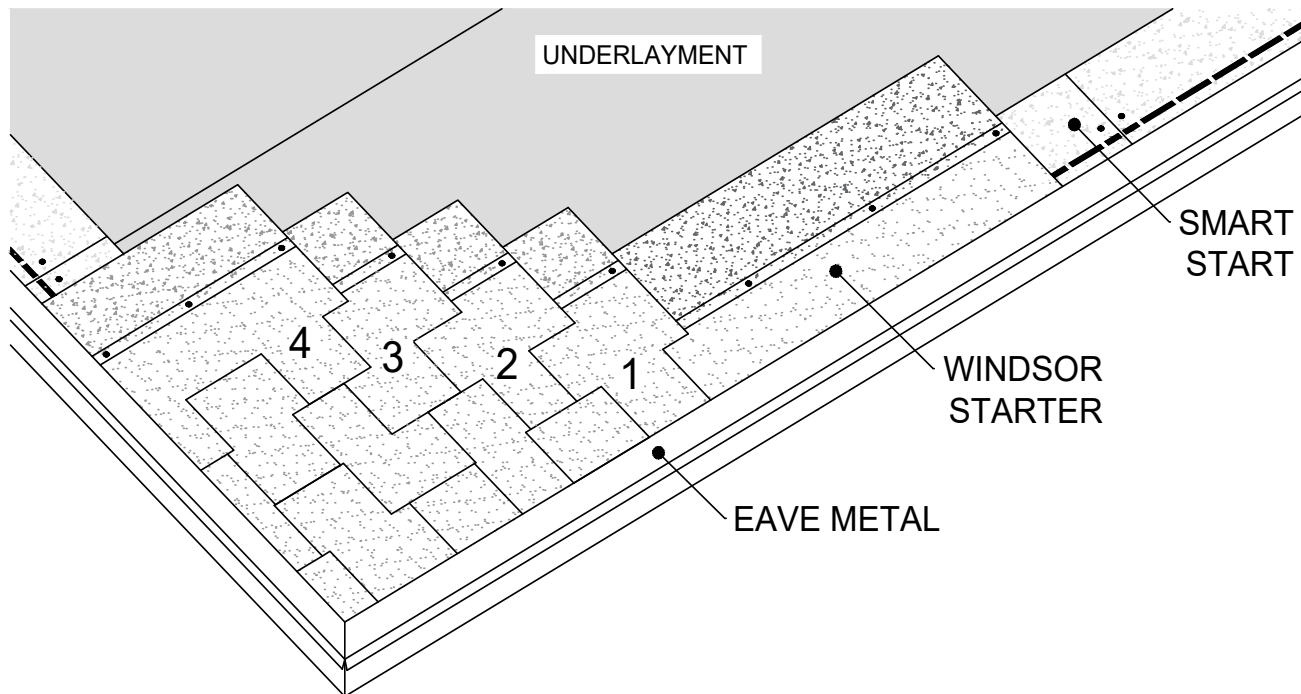 UNDERLAYMENT
SMART
START
4
3
2
1
WINDSOR
STARTER
EAVE METAL